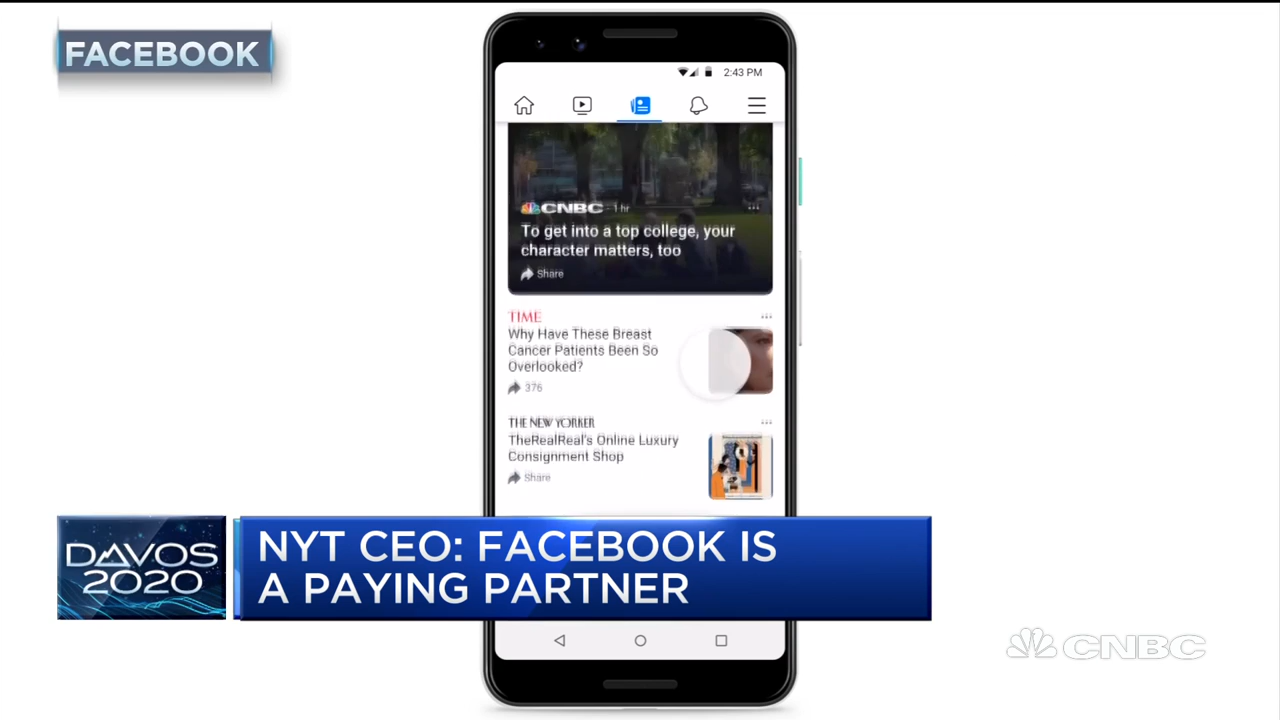 FACEBOOK
2:43 PM
CNBC - 1 hr
To get into a top college, your
character matters, too
Share
TIME
Why Have These Breast
Cancer Patients Been So
Overlooked?
376
THE NEW YORKER
TheRealReal's Online Luxury
Consignment Shop
Share
DAVOS
2020
NYT CEO: FACEBOOK IS
A PAYING PARTNER
CNBC